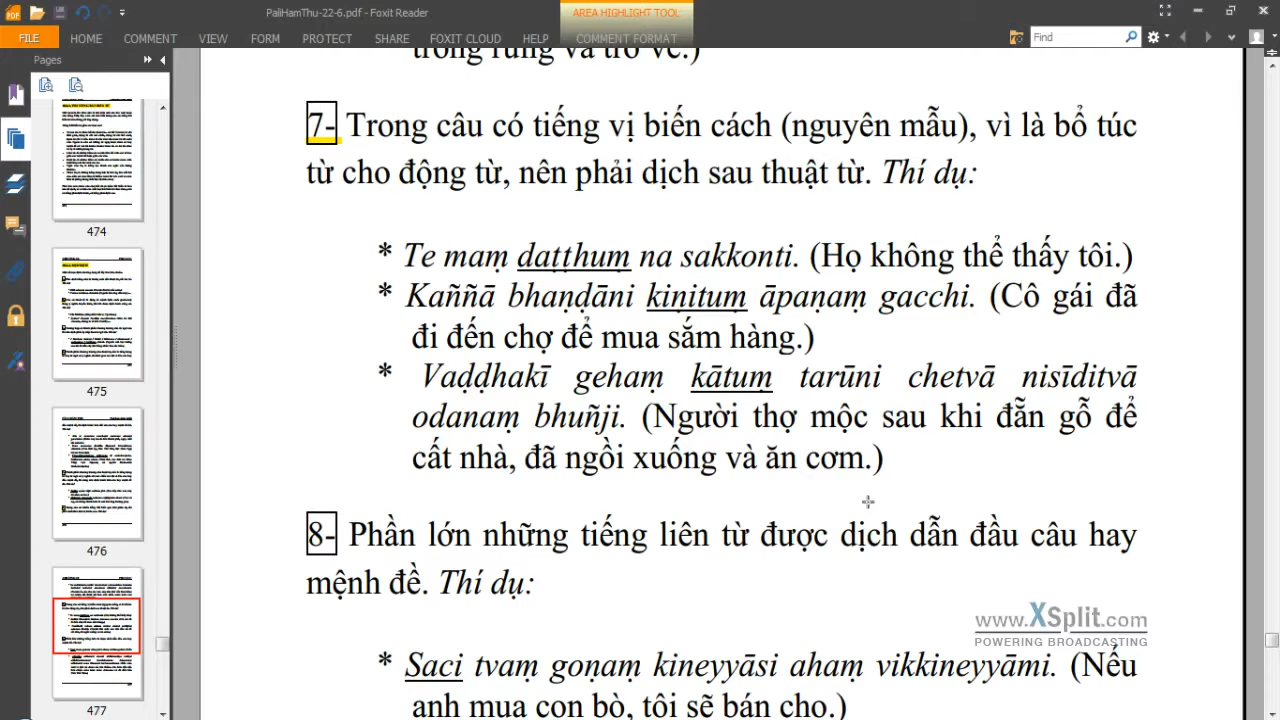 PaliHamThu-22-6.pdf - Foxit Reader
AREA HIGHLIGHT TOOL
FILE HOME COMMENT VIEW FORM PROTECT SHARE FOXIT CLOUD HELP COMMENT FORMAT
Find
Pages
474
475
476
477
trong rừng và trở về.)
7- Trong câu có tiếng vị biến cách (nguyên mẫu), vì là bổ túc
từ cho động từ, nên phải dịch sau thuật từ. Thí dụ:
* Te maṃ daṭṭhuṃ na sakkonti. (Họ không thể thấy tôi.)
* Kaññā bhaṇḍāni kiṇituṃ āpaṇaṃ gacchi. (Cô gái đã
đi đến chợ để mua sắm hàng.)
* Vaḍḍhakī gehaṃ kātuṃ tarūni chetvā nisīditvā
odanaṃ bhuñji. (Người thợ mộc sau khi đẵn gỗ để
cất nhà, đã ngồi xuống và ăn cơm.)
8- Phần lớn những tiếng liên từ được dịch dẫn đầu câu hay
mệnh đề. Thí dụ:
www.XSplit.com
POWERING BROADCASTING
* Saci tvaṃ goṇaṃ kineyyāsi ahaṃ vikkineyyāmi. (Nếu
anh mua con bò, tôi sẽ bán cho.)